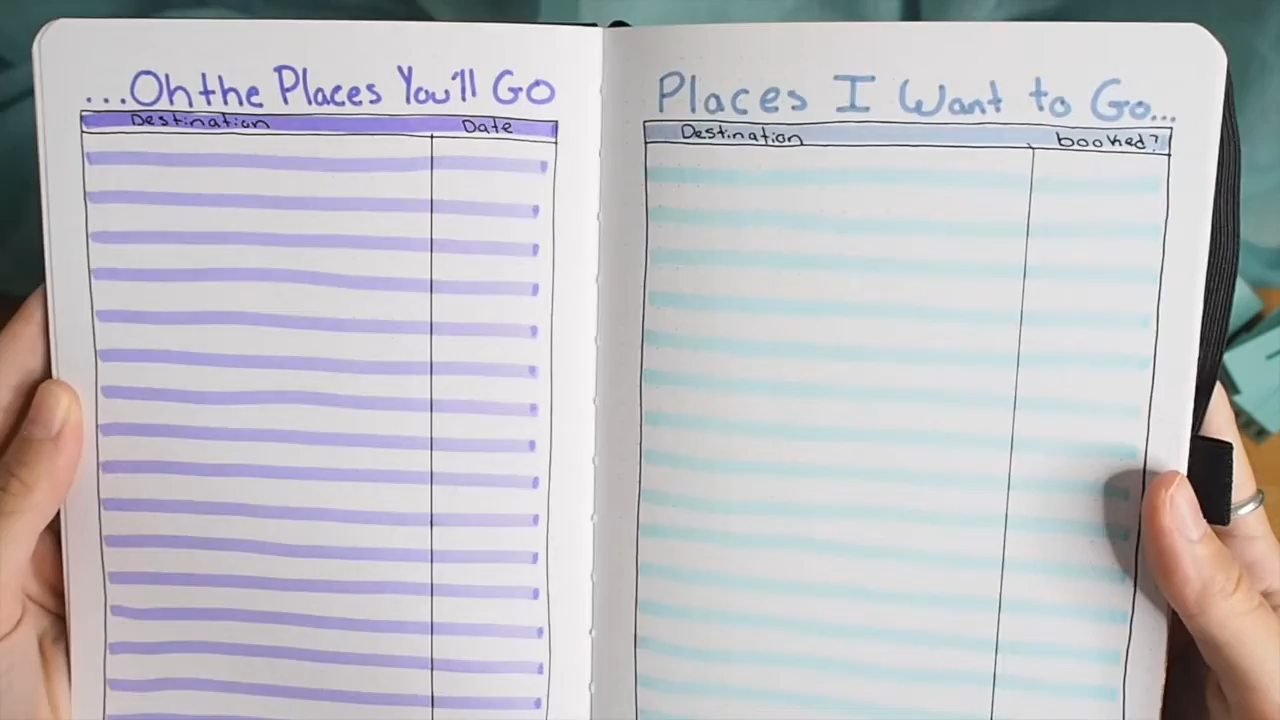 ...Oh the Places You'll Go
Destination Date
Places I Want to Go...
Destination booked?